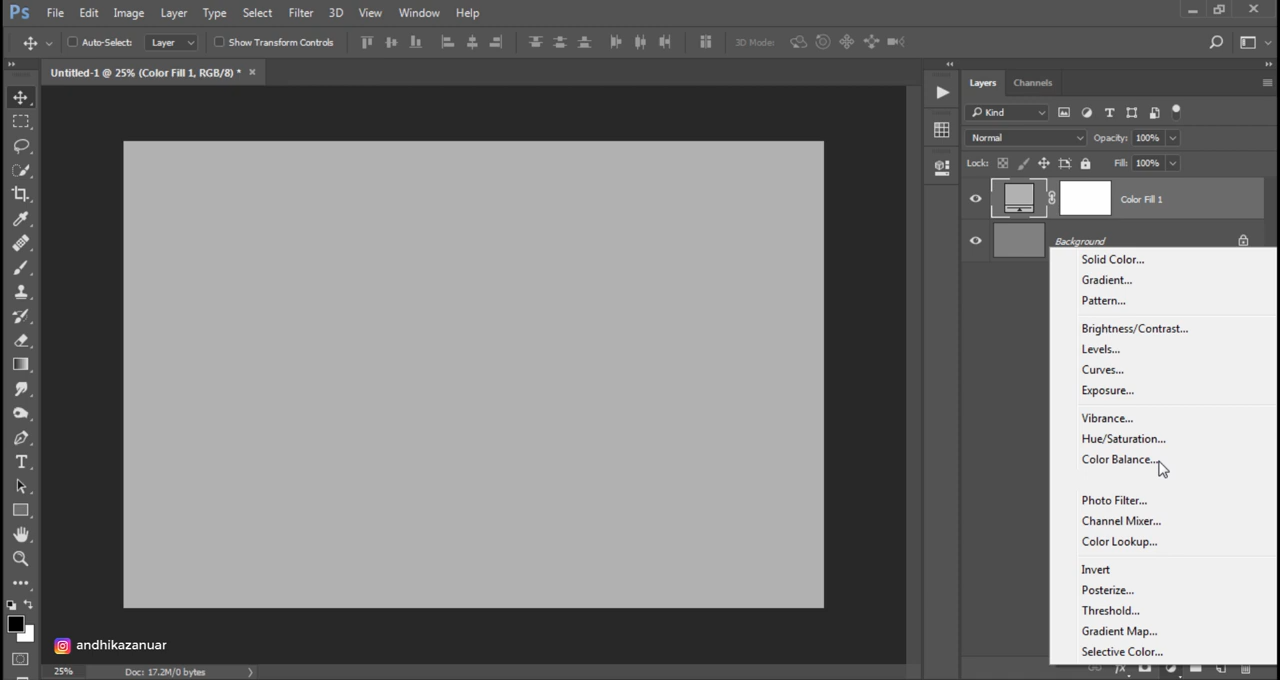 Ps File Edit Image Layer Type Select Filter 3D View Window Help
Auto-Select: Layer Show Transform Controls 3D Mode:
Untitled-1 @ 25% (Color Fill 1, RGB/8) * ×
Layers Channels
Kind
Normal Opacity: 100%
Lock: Fill: 100%
Color Fill 1
Background
Solid Color...
Gradient...
Pattern...
Brightness/Contrast...
Levels...
Curves...
Exposure...
Vibrance...
Hue/Saturation...
Color Balance...
Photo Filter...
Channel Mixer...
Color Lookup...
Invert
Posterize...
Threshold...
Gradient Map...
Selective Color...
andhikazanuar
25% Doc: 17.2M/0 bytes
fx